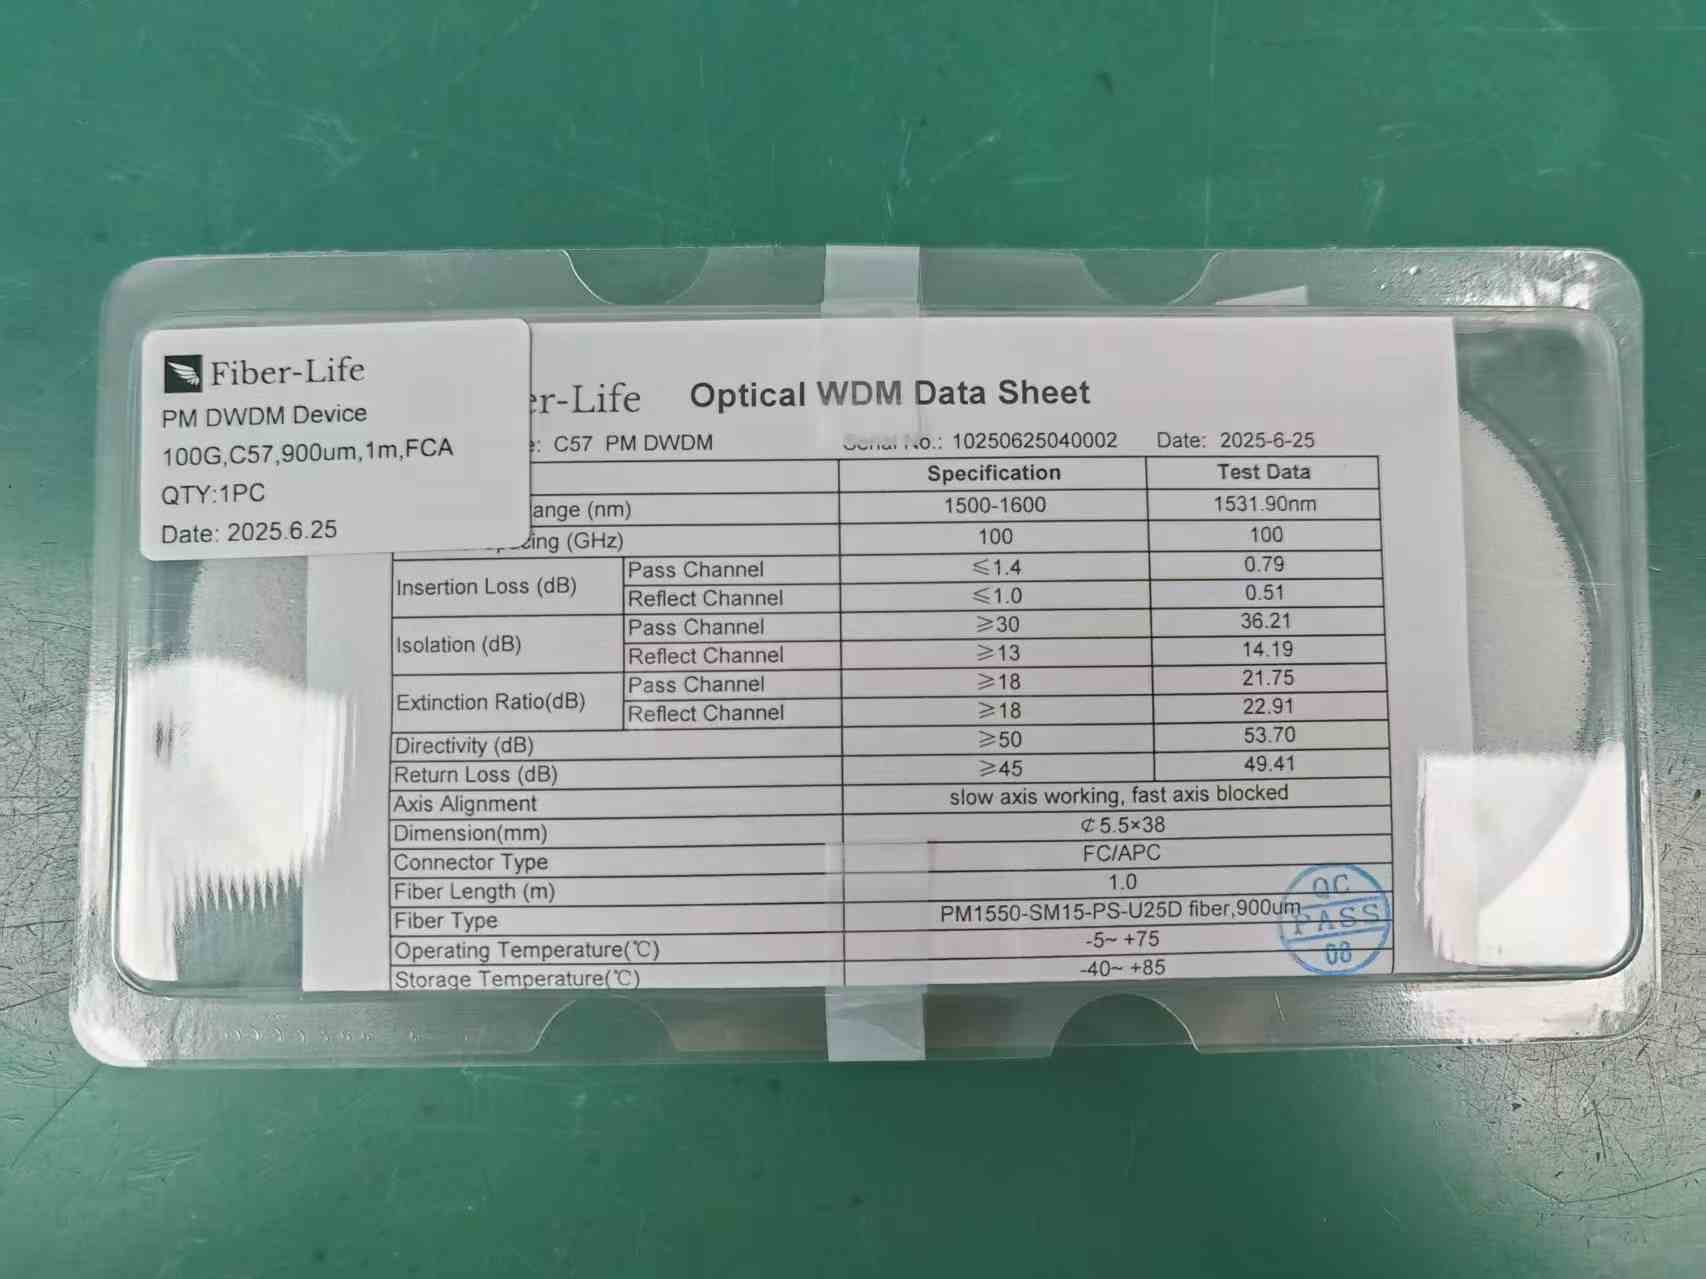 Fiber-Life
PM DWDM Device
100G,C57,900um,1m,FCA
QTY:1PC
Date: 2025.6.25
er-Life Optical WDM Data Sheet
C57 PM DWDM Serial No.: 10250625040002 Date: 2025-6-25
Specification Test Data
ange (nm) 1500-1600 1531.90nm
cing (GHz) 100 100
Insertion Loss (dB) Pass Channel ≤1.4 0.79
Reflect Channel ≤1.0 0.51
Isolation (dB) Pass Channel ≥30 36.21
Reflect Channel ≥13 14.19
Extinction Ratio(dB) Pass Channel ≥18 21.75
Reflect Channel ≥18 22.91
Directivity (dB) ≥50 53.70
Return Loss (dB) ≥45 49.41
Axis Alignment slow axis working, fast axis blocked
Dimension(mm) ₵5.5×38
Connector Type FC/APC
Fiber Length (m) 1.0
Fiber Type PM1550-SM15-PS-U25D fiber,900um
Operating Temperature(℃) -5~ +75
Storage Temperature(℃) -40~ +85
QC
PASS
08